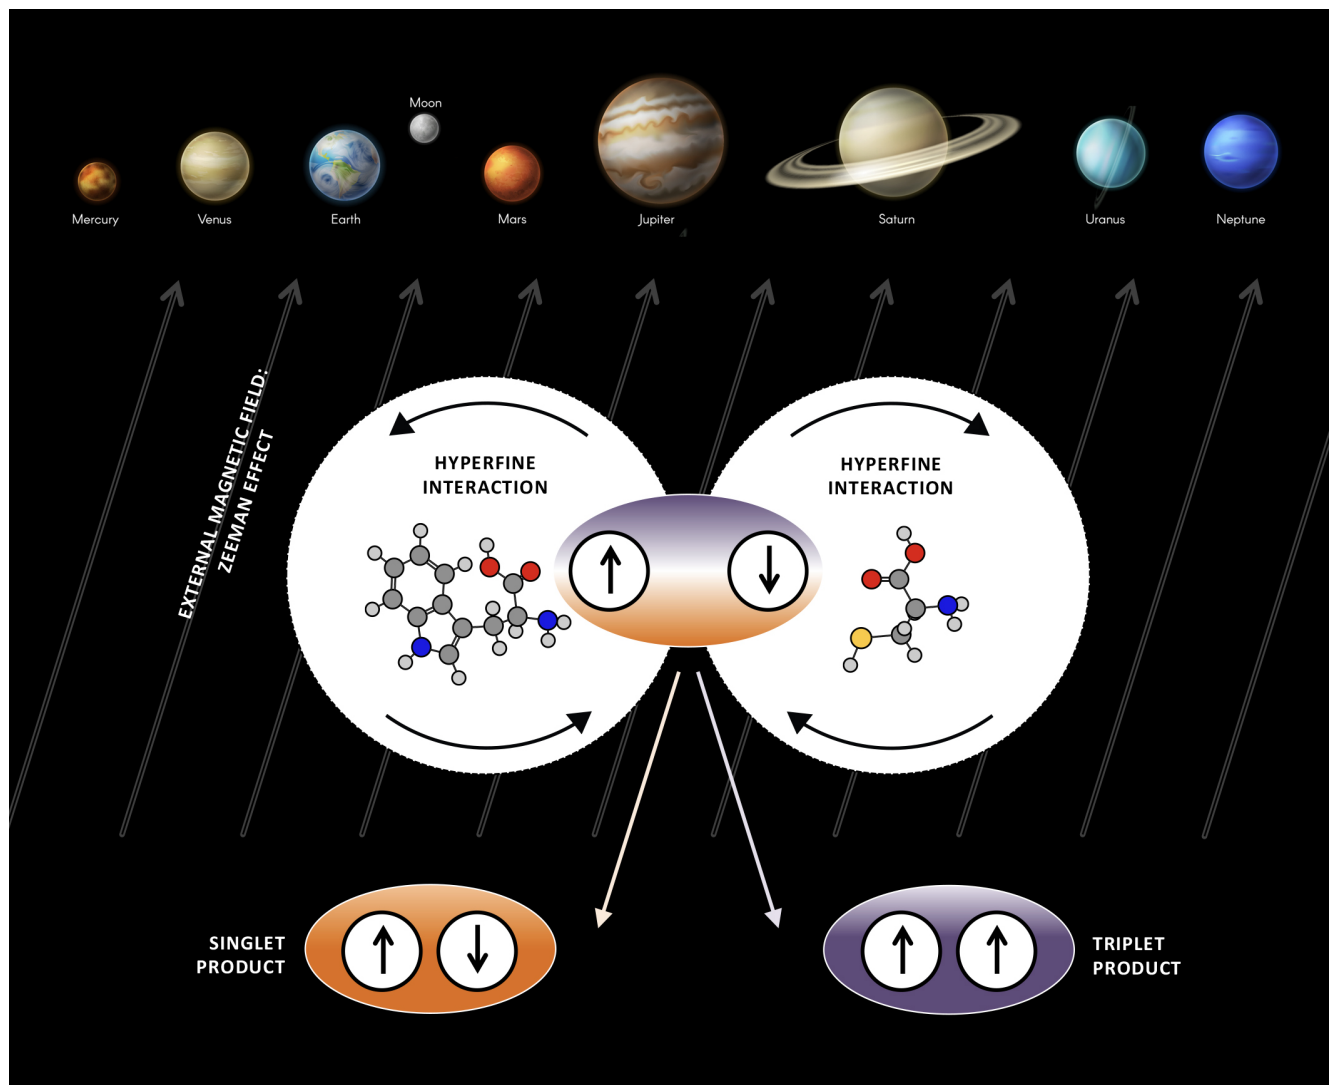 Moon
Mercury
Venus
Earth
Mars
Jupiter
Saturn
Uranus
Neptune
EXTERNAL MAGNETIC FIELD:
ZEEMAN EFFECT
HYPERFINE
INTERACTION
HYPERFINE
INTERACTION
SINGLET
PRODUCT
TRIPLET
PRODUCT